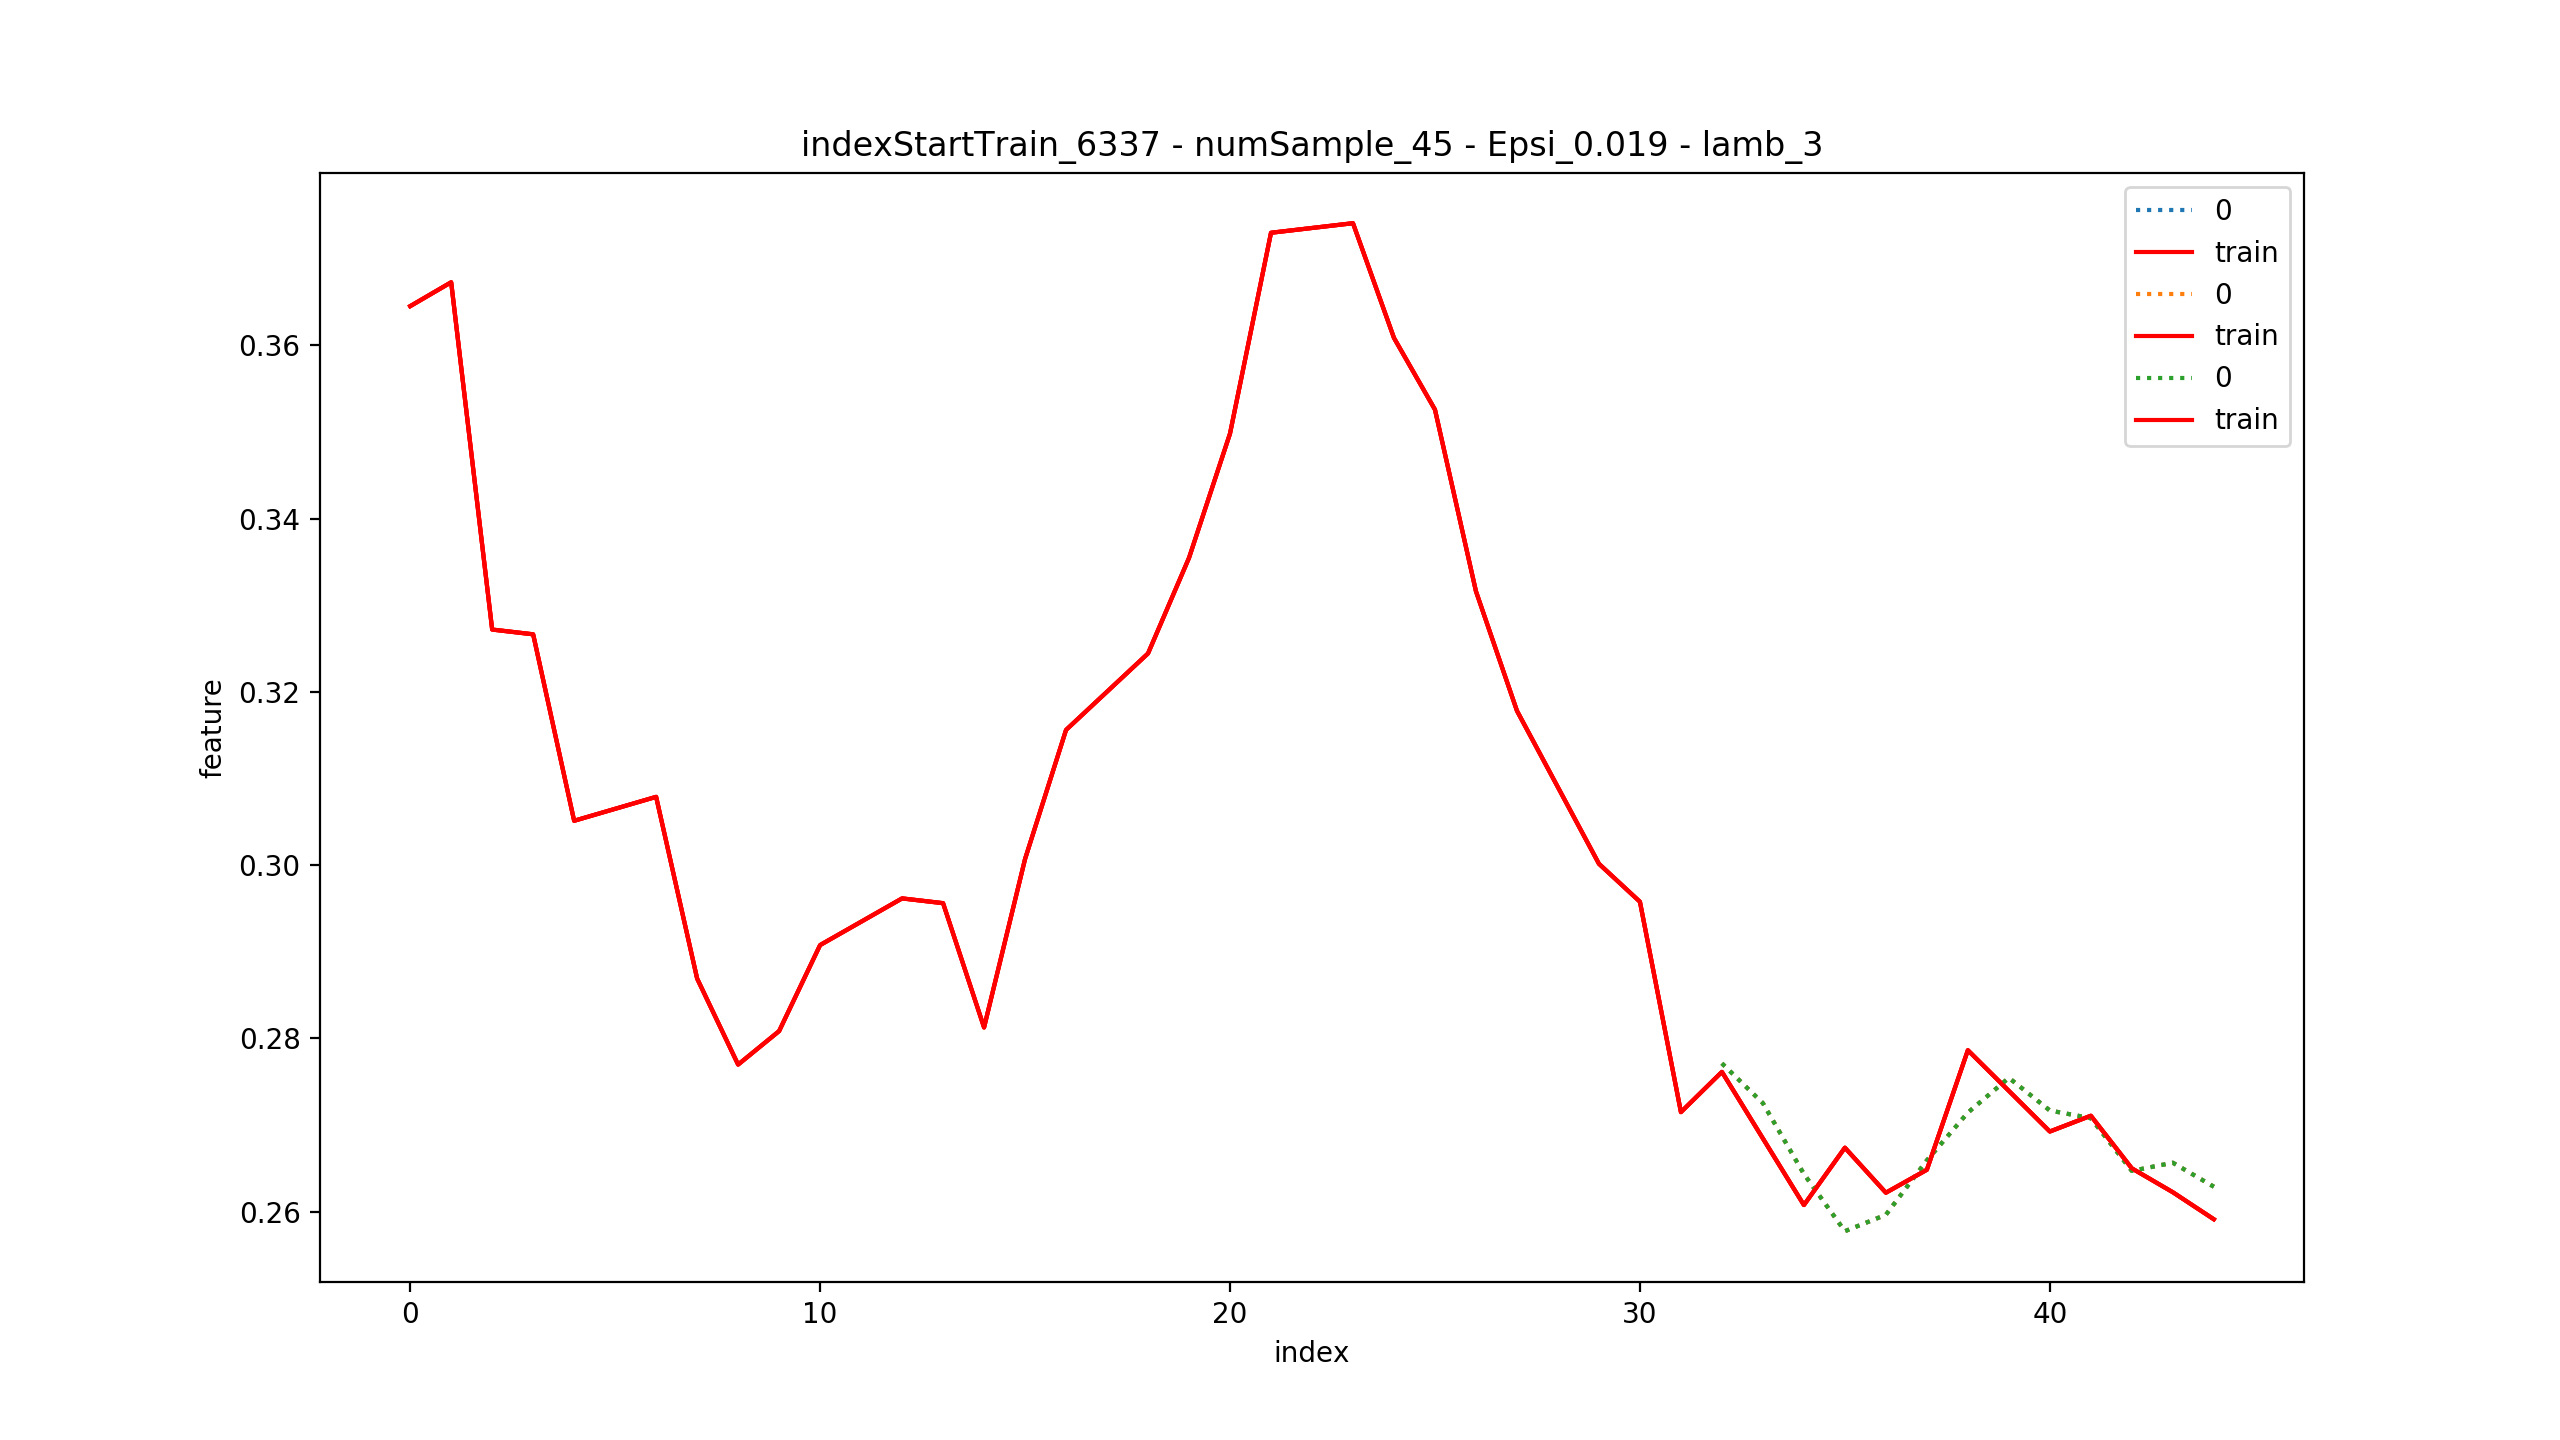 indexStartTrain_6337 - numSample_45 - Epsi_0.019 - lamb_3
0
train
0
train
0
train
0.36
0.34
0.32
0.30
0.28
0.26
feature
0 10 20 30 40
index